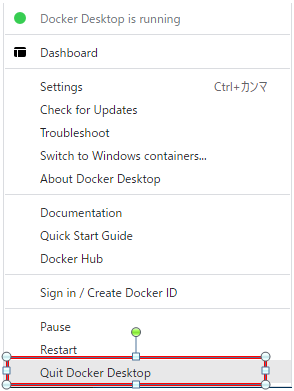 Docker Desktop is running
Dashboard
Settings Ctrl+カンマ
Check for Updates
Troubleshoot
Switch to Windows containers...
About Docker Desktop
Documentation
Quick Start Guide
Docker Hub
Sign in / Create Docker ID
Pause
Restart
Quit Docker Desktop